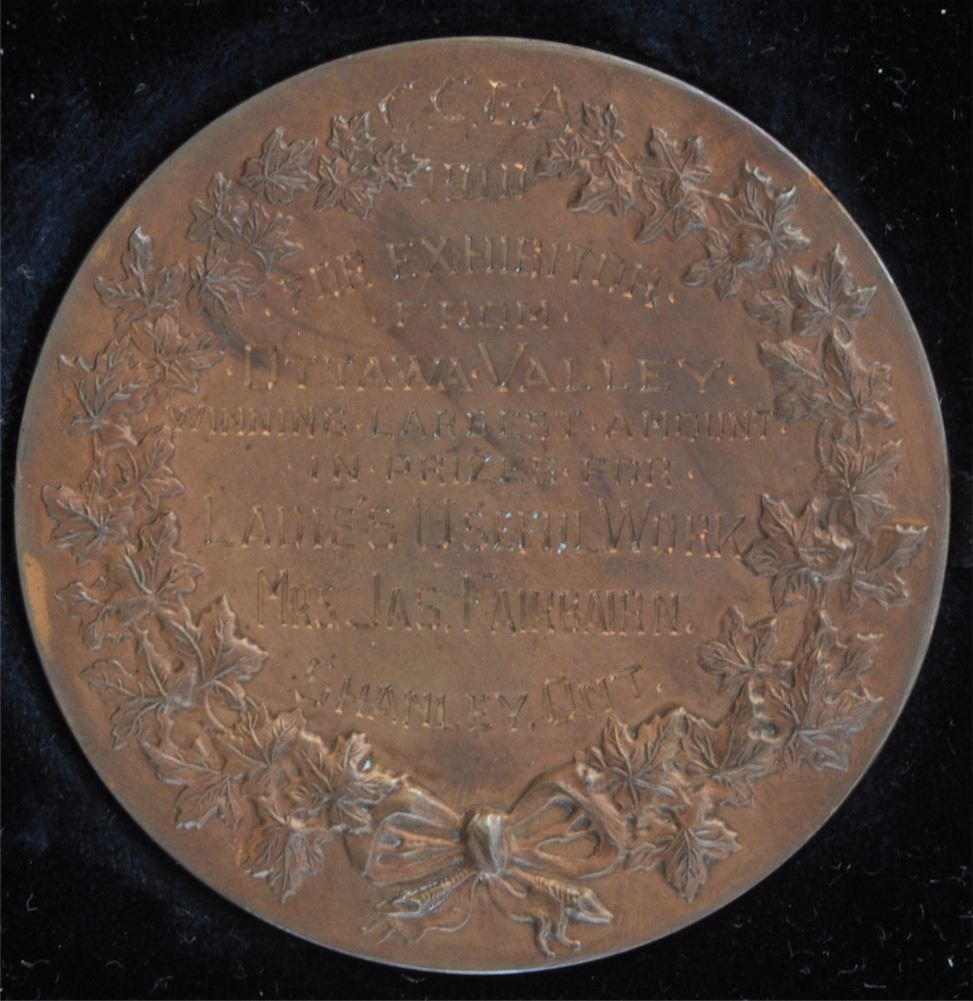 C.C.E.A.
1910
FOR EXHIBITOR.
· FROM ·
· OTTAWA · VALLEY ·
WINNING · LARGEST · AMOUNT
· IN · PRIZES · FOR ·
LADIE'S USEFUL WORK
MRS. JAS. FAIRBAIRN.
SHANLEY, ONT.